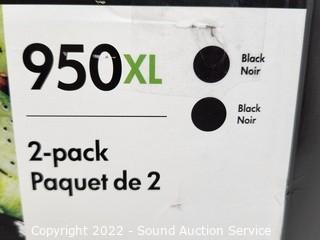 950XL
Black
Noir
Black
Noir
2-pack
Paquet de 2
Copyright 2022 - Sound Auction Service